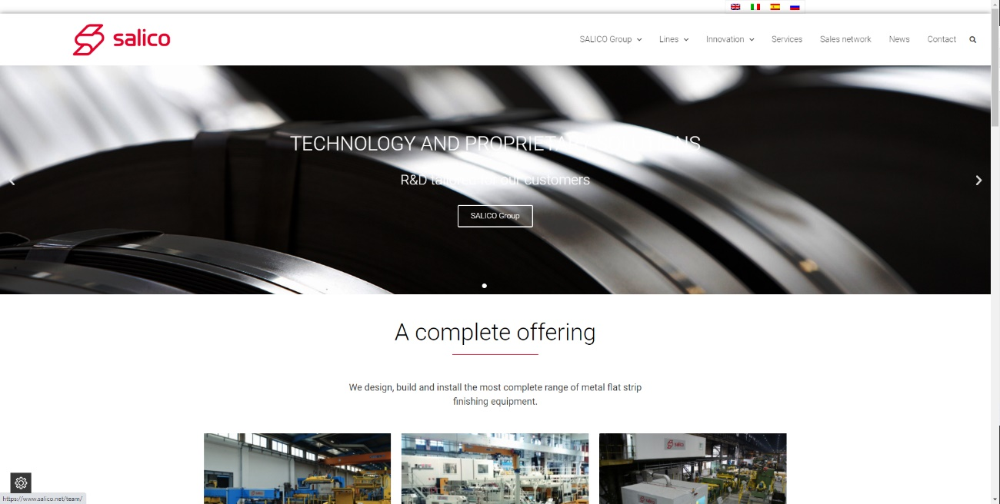 salico
SALICO Group
Lines
Innovation
Services
Sales network
News
Contact
TECHNOLOGY AND PROPRIETARY SOLUTIONS
R&D tailored for our customers
SALICO Group
A complete offering
We design, build and install the most complete range of metal flat strip
finishing equipment.
salico
salico
https://www.salico.net/team/